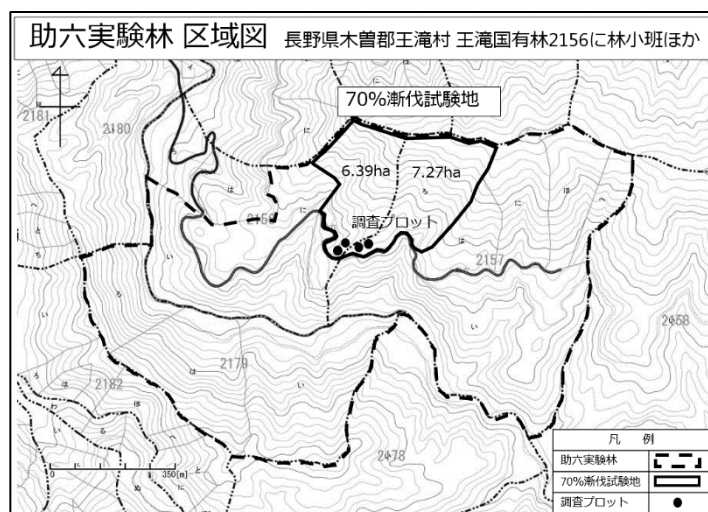 助六実験林 区域図 長野県木曽郡王滝村 王滝国有林2156に林小班ほか
70%漸伐試験地
2181
2180
6.39ha
7.27ha
調査プロット
2157
2158
2179
2182
2178
0 350[m]
凡 例
助六実験林
70%漸伐試験地
調査プロット